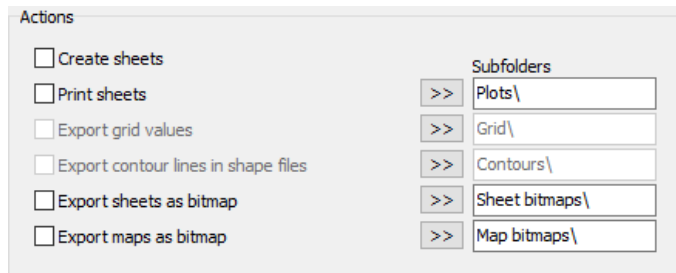 Actions
Create sheets
Subfolders
Print sheets >> Plots\
Export grid values >> Grid\
Export contour lines in shape files >> Contours\
Export sheets as bitmap >> Sheet bitmaps\
Export maps as bitmap >> Map bitmaps\